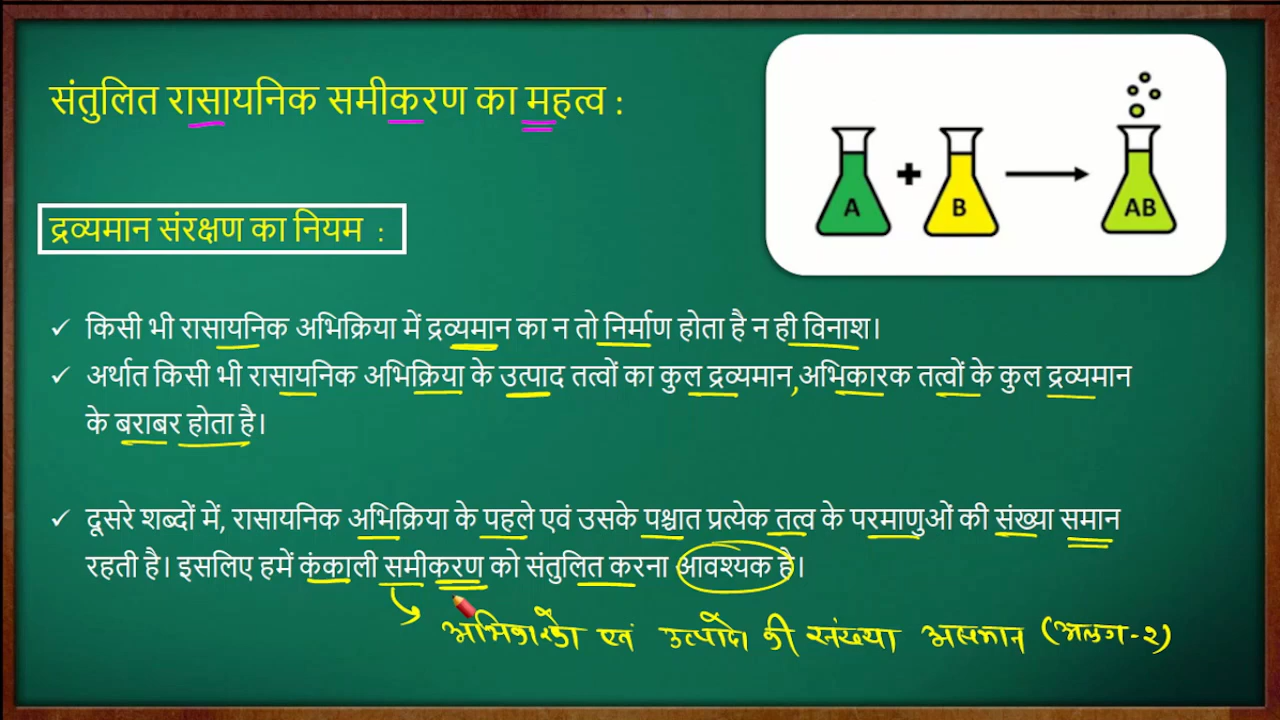 संतुलित रासायनिक समीकरण का महत्व :
A + B → AB
द्रव्यमान संरक्षण का नियम :
✓ किसी भी रासायनिक अभिक्रिया में द्रव्यमान का न तो निर्माण होता है न ही विनाश।
✓ अर्थात किसी भी रासायनिक अभिक्रिया के उत्पाद तत्वों का कुल द्रव्यमान,अभिकारक तत्वों के कुल द्रव्यमान
के बराबर होता है।
✓ दूसरे शब्दों में, रासायनिक अभिक्रिया के पहले एवं उसके पश्चात प्रत्येक तत्व के परमाणुओं की संख्या समान
रहती है। इसलिए हमें कंकाली समीकरण को संतुलित करना आवश्यक है।
अभिकारकों एवं उत्पादों की संख्या असमान (अलग-२)